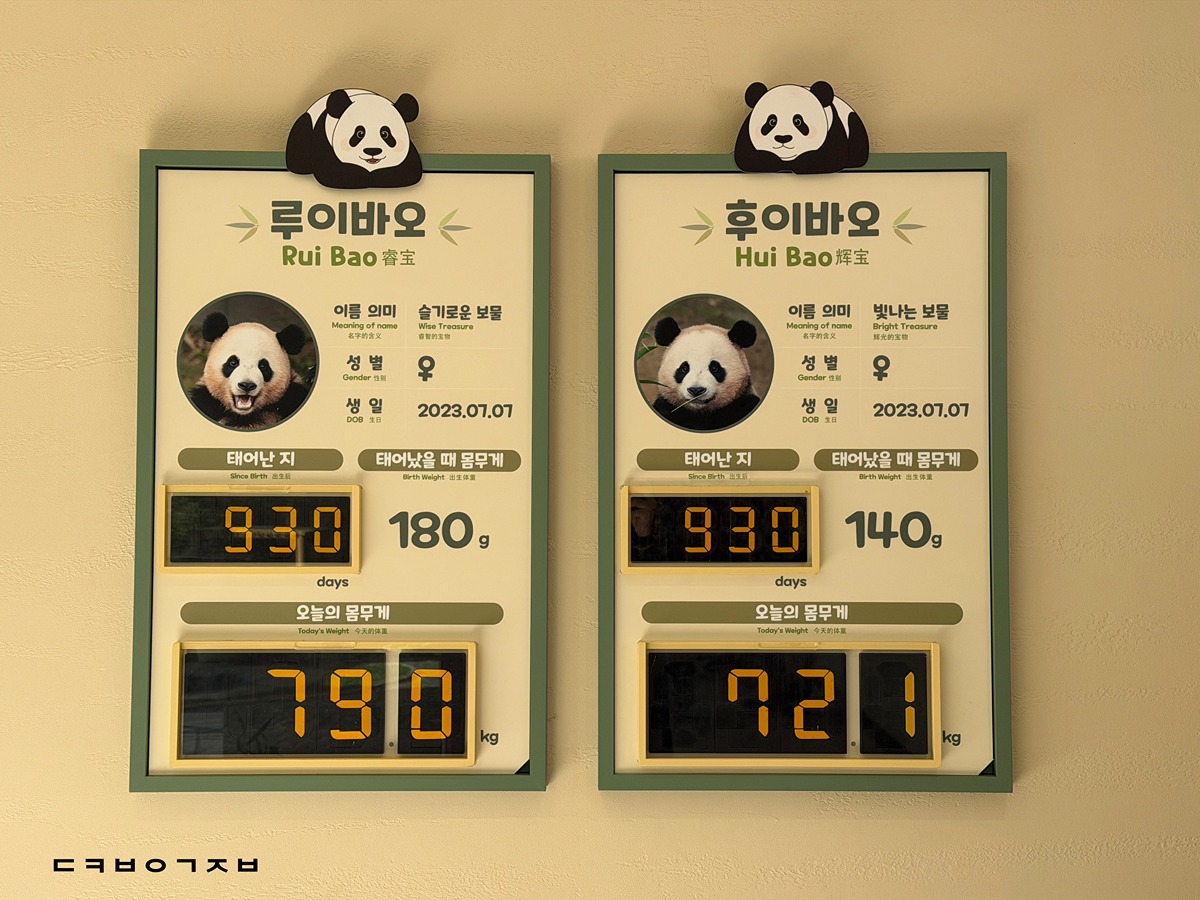 루이바오
Rui Bao 睿宝
이름 의미 슬기로운 보물
Meaning of name Wise Treasure
名字的含义 睿智的宝物
성 별 ♀
Gender 性别
생 일 2023.07.07
DOB 生日
태어난 지 태어났을 때 몸무게
Since Birth 出生后 Birth Weight 出生体重
930 180 g
days
오늘의 몸무게
Today's Weight 今天的体重
79.0 kg
후이바오
Hui Bao 辉宝
이름 의미 빛나는 보물
Meaning of name Bright Treasure
名字的含义 辉光的宝物
성 별 ♀
Gender 性别
생 일 2023.07.07
DOB 生日
태어난 지 태어났을 때 몸무게
Since Birth 出生后 Birth Weight 出生体重
930 140 g
days
오늘의 몸무게
Today's Weight 今天的体重
72.1 kg
ㄷㅋㅂㅇㄱㅈㅂ